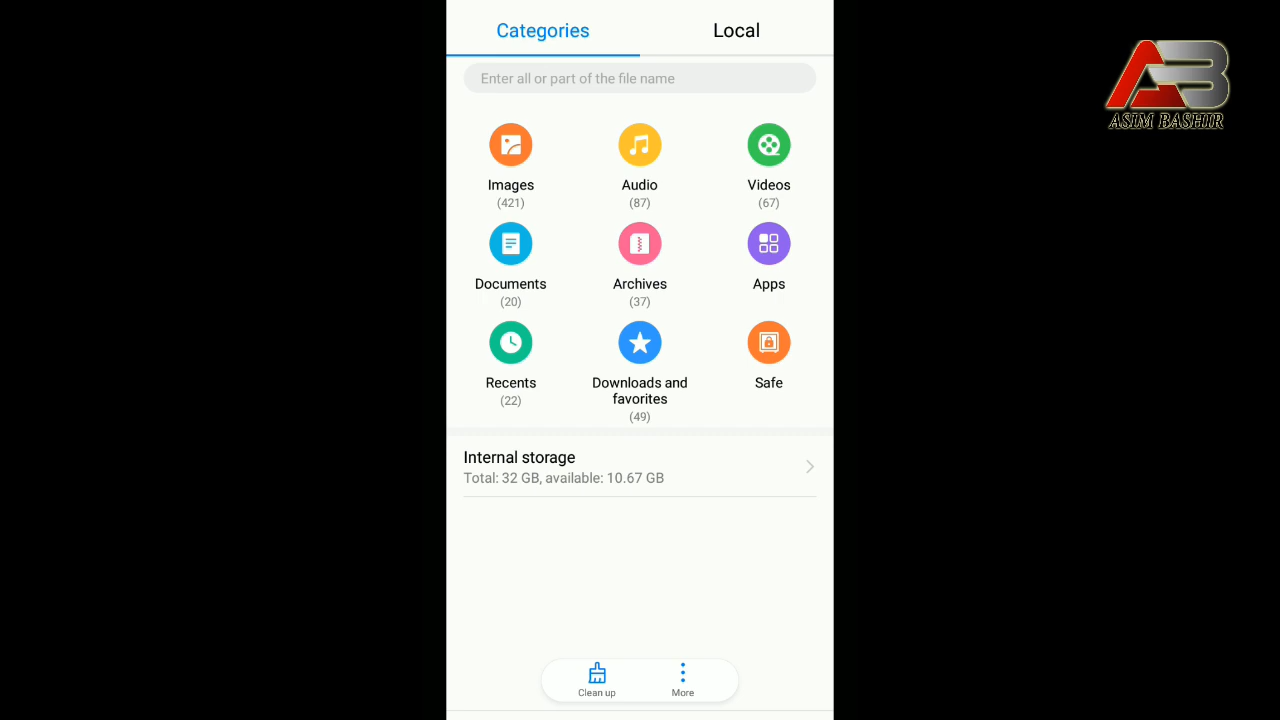 Categories
Local
Enter all or part of the file name
Images
(421)
Audio
(87)
Videos
(67)
Documents
(20)
Archives
(37)
Apps
Recents
(22)
Downloads and
favorites
(49)
Safe
Internal storage
Total: 32 GB, available: 10.67 GB
Clean up
More
AB
ASIM BASHIR